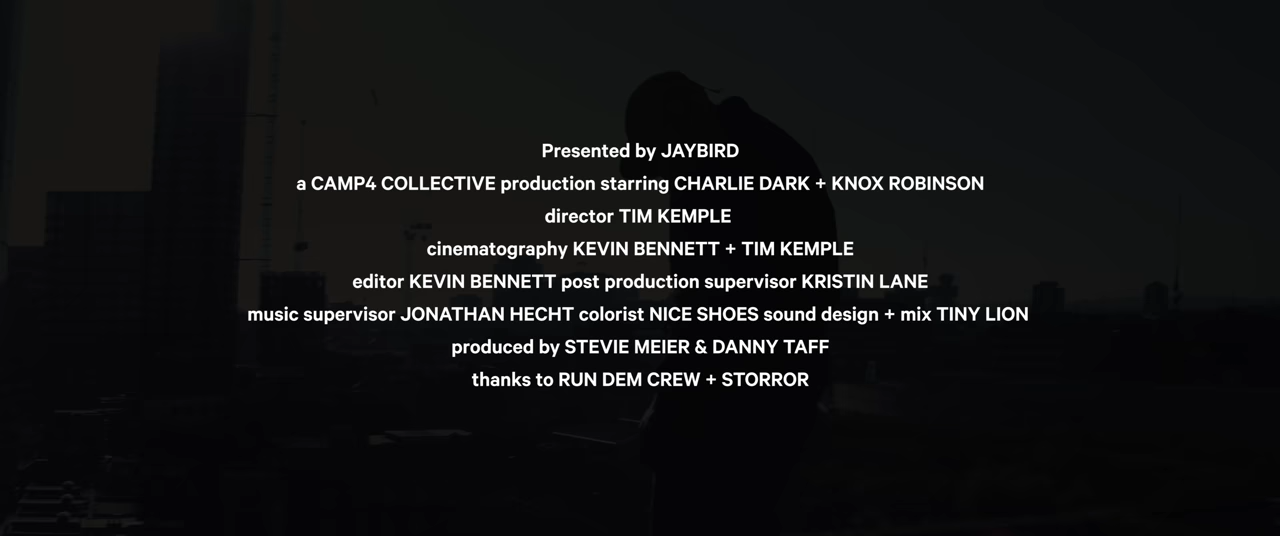 Presented by JAYBIRD
a CAMP4 COLLECTIVE production starring CHARLIE DARK + KNOX ROBINSON
director TIM KEMPLE
cinematography KEVIN BENNETT + TIM KEMPLE
editor KEVIN BENNETT post production supervisor KRISTIN LANE
music supervisor JONATHAN HECHT colorist NICE SHOES sound design + mix TINY LION
produced by STEVIE MEIER & DANNY TAFF
thanks to RUN DEM CREW + STORROR